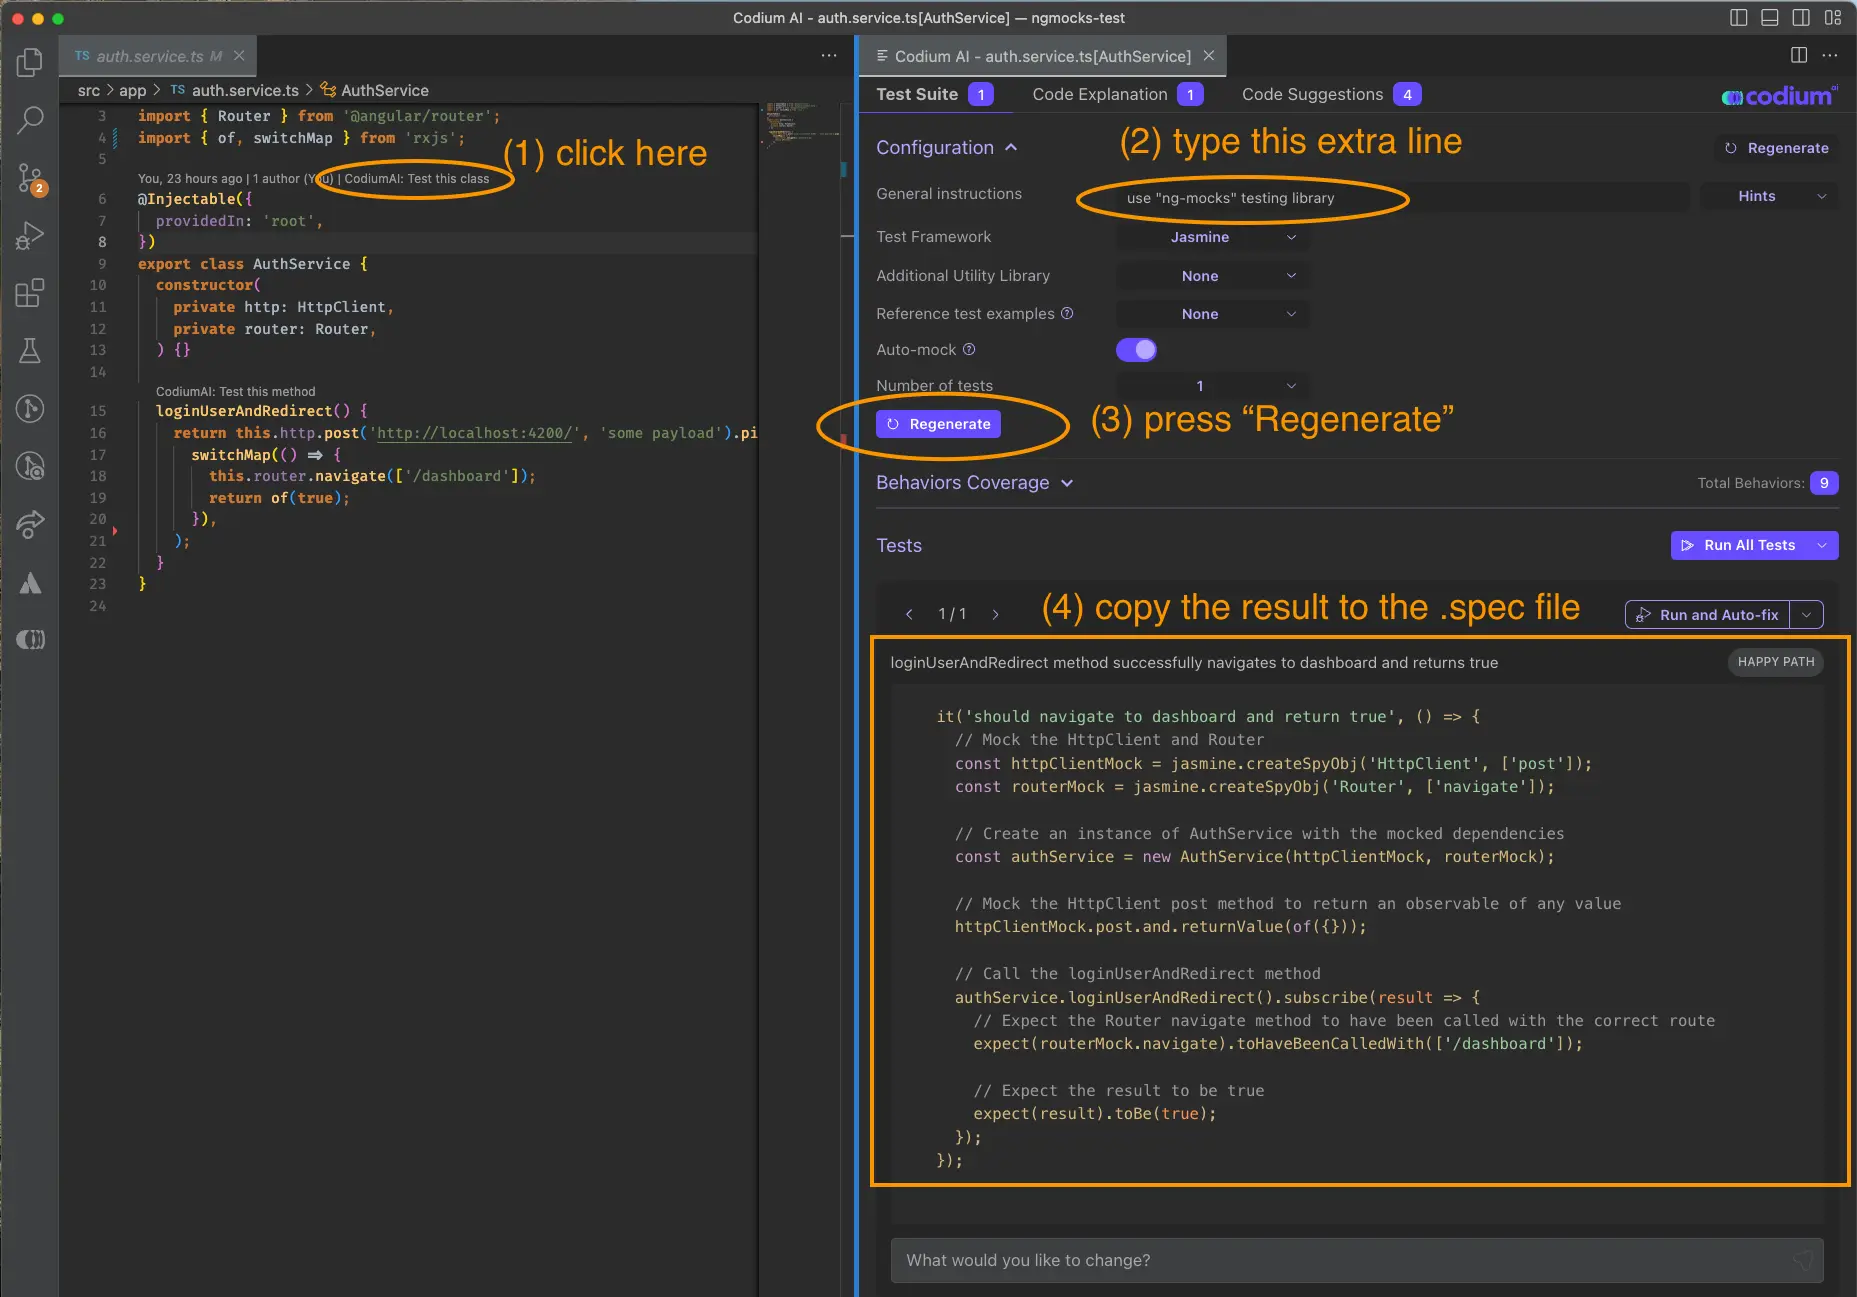 Codium AI - auth.service.ts[AuthService] — ngmocks-test
TS auth.service.ts M
src > app > TS auth.service.ts > AuthService
3 import { Router } from '@angular/router';
4 import { of, switchMap } from 'rxjs';
5
(1) click here
You, 23 hours ago | 1 author (You) | CodiumAI: Test this class
6 @Injectable({
7 providedIn: 'root',
8 })
9 export class AuthService {
10 constructor(
11 private http: HttpClient,
12 private router: Router,
13 ) {}
14
CodiumAI: Test this method
15 loginUserAndRedirect() {
16 return this.http.post('http://localhost:4200/', 'some payload').pi
17 switchMap(() ⇒ {
18 this.router.navigate(['/dashboard']);
19 return of(true);
20 }),
21 );
22 }
23 }
24
2
Codium AI - auth.service.ts[AuthService]
Test Suite 1
Code Explanation 1
Code Suggestions 4
codium ai
(2) type this extra line
Configuration
Regenerate
General instructions
use "ng-mocks" testing library
Hints
Test Framework
Jasmine
Additional Utility Library
None
Reference test examples
None
Auto-mock
Number of tests
1
Regenerate
(3) press “Regenerate”
Behaviors Coverage
Total Behaviors: 9
Tests
Run All Tests
1 / 1
(4) copy the result to the .spec file
Run and Auto-fix
loginUserAndRedirect method successfully navigates to dashboard and returns true
HAPPY PATH
it('should navigate to dashboard and return true', () => {
// Mock the HttpClient and Router
const httpClientMock = jasmine.createSpyObj('HttpClient', ['post']);
const routerMock = jasmine.createSpyObj('Router', ['navigate']);
// Create an instance of AuthService with the mocked dependencies
const authService = new AuthService(httpClientMock, routerMock);
// Mock the HttpClient post method to return an observable of any value
httpClientMock.post.and.returnValue(of({}));
// Call the loginUserAndRedirect method
authService.loginUserAndRedirect().subscribe(result => {
// Expect the Router navigate method to have been called with the correct route
expect(routerMock.navigate).toHaveBeenCalledWith(['/dashboard']);
// Expect the result to be true
expect(result).toBe(true);
});
});
What would you like to change?